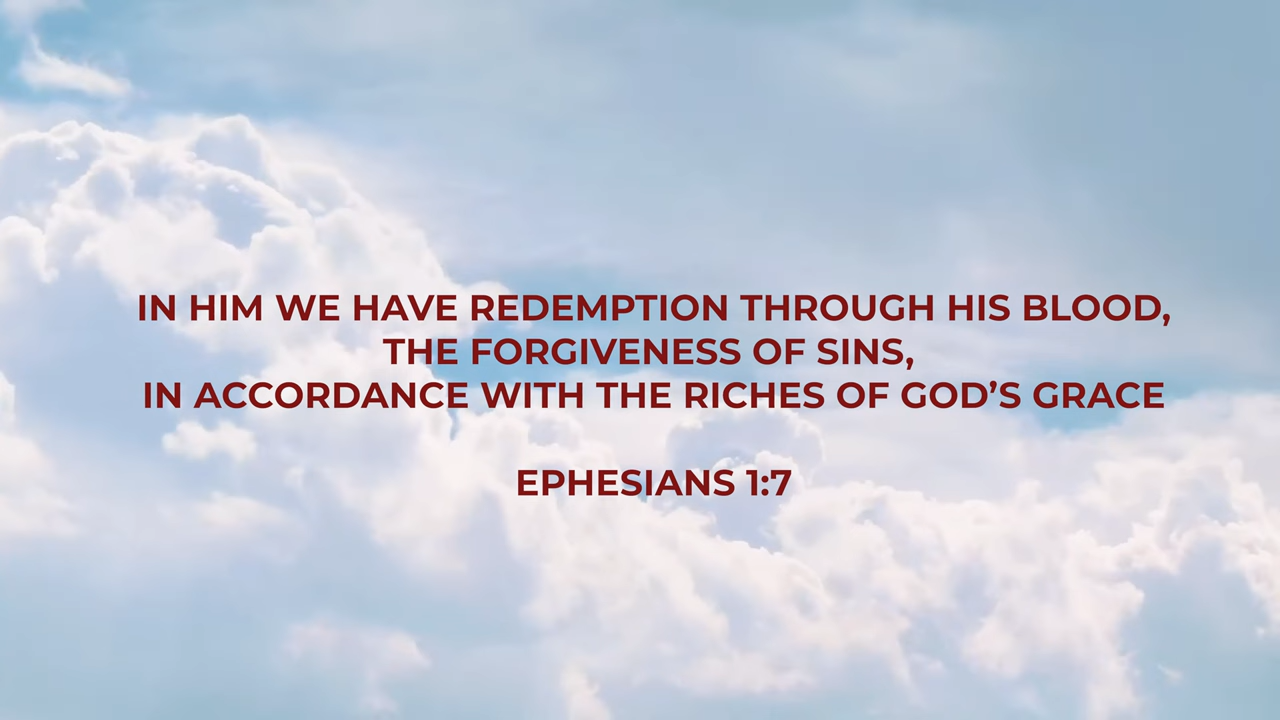 IN HIM WE HAVE REDEMPTION THROUGH HIS BLOOD,
THE FORGIVENESS OF SINS,
IN ACCORDANCE WITH THE RICHES OF GOD’S GRACE
EPHESIANS 1:7